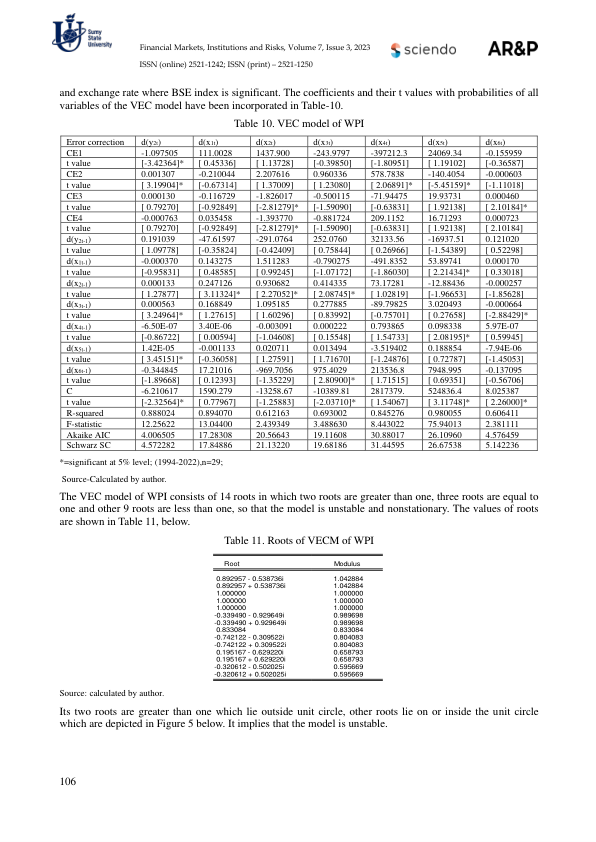 Sumy
State
University
Financial Markets, Institutions and Risks, Volume 7, Issue 3, 2023
sciendo
AR&P
ISSN (online) 2521-1242; ISSN (print) – 2521-1250
and exchange rate where BSE index is significant. The coefficients and their t values with probabilities of all
variables of the VEC model have been incorporated in Table-10.
Table 10. VEC model of WPI
Error correction d(y₂ₜ) d(x₁ₜ) d(x₂ₜ) d(x₃ₜ) d(x₄ₜ) d(x₅ₜ) d(x₆ₜ)
CE1 -1.097505 111.0028 1437.900 -243.9797 -397212.3 24069.34 -0.155959
t value [-3.42364]* [ 0.45336] [ 1.13728] [-0.39850] [-1.80951] [ 1.19102] [-0.36587]
CE2 0.001307 -0.210044 2.207616 0.960336 578.7838 -140.4054 -0.000603
t value [ 3.19904]* [-0.67314] [ 1.37009] [ 1.23080] [ 2.06891]* [-5.45159]* [-1.11018]
CE3 0.000130 -0.116729 -1.826017 -0.500115 -71.94475 19.93731 0.000460
t value [ 0.79270] [-0.92849] [-2.81279]* [-1.59090] [-0.63831] [ 1.92138] [ 2.10184]*
CE4 -0.000763 0.035458 -1.393770 -0.881724 209.1152 16.71293 0.000723
t value [ 0.79270] [-0.92849] [-2.81279]* [-1.59090] [-0.63831] [ 1.92138] [ 2.10184]
d(y₂ₜ₋₁) 0.191039 -47.61597 -291.0764 252.0760 32133.56 -16937.51 0.121020
t value [ 1.09778] [-0.35824] [-0.42409] [ 0.75844] [ 0.26966] [-1.54389] [ 0.52298]
d(x₁ₜ₋₁) -0.000370 0.143275 1.511283 -0.790275 -491.8352 53.89741 0.000170
t value [-0.95831] [ 0.48585] [ 0.99245] [-1.07172] [-1.86030] [ 2.21434]* [ 0.33018]
d(x₂ₜ₋₁) 0.000133 0.247126 0.930682 0.414335 73.17281 -12.88436 -0.000257
t value [ 1.27877] [ 3.11324]* [ 2.27052]* [ 2.08745]* [ 1.02819] [-1.96653] [-1.85628]
d(x₃ₜ₋₁) 0.000563 0.168849 1.095185 0.277885 -89.79825 3.020493 -0.000664
t value [ 3.24964]* [ 1.27615] [ 1.60296] [ 0.83992] [-0.75701] [ 0.27658] [-2.88429]*
d(x₄ₜ₋₁) -6.50E-07 3.40E-06 -0.003091 0.000222 0.793865 0.098338 5.97E-07
t value [-0.86722] [ 0.00594] [-1.04608] [ 0.15548] [ 1.54733] [ 2.08195]* [ 0.59945]
d(x₅ₜ₋₁) 1.42E-05 -0.001133 0.020711 0.013494 -3.519402 0.188854 -7.94E-06
t value [ 3.45151]* [-0.36058] [ 1.27591] [ 1.71670] [-1.24876] [ 0.72787] [-1.45053]
d(x₆ₜ₋₁) -0.344845 17.21016 -969.7056 975.4029 213536.8 7948.995 -0.137095
t value [-1.89668] [ 0.12393] [-1.35229] [ 2.80900]* [ 1.71515] [ 0.69351] [-0.56706]
C -6.210617 1590.279 -13258.67 -10389.81 2817379. 524836.4 8.025387
t value [-2.32564]* [ 0.77967] [-1.25883] [-2.03710]* [ 1.54067] [ 3.11748]* [ 2.26000]*
R-squared 0.888024 0.894070 0.612163 0.693002 0.845276 0.980055 0.606411
F-statistic 12.25622 13.04400 2.439349 3.488630 8.443022 75.94013 2.381111
Akaike AIC 4.006505 17.28308 20.56643 19.11608 30.88017 26.10960 4.576459
Schwarz SC 4.572282 17.84886 21.13220 19.68186 31.44595 26.67538 5.142236
*=significant at 5% level; (1994-2022),n=29;
Source-Calculated by author.
The VEC model of WPI consists of 14 roots in which two roots are greater than one, three roots are equal to
one and other 9 roots are less than one, so that the model is unstable and nonstationary. The values of roots
are shown in Table 11, below.
Table 11. Roots of VECM of WPI
Root Modulus
0.892957 - 0.538736i 1.042884
0.892957 + 0.538736i 1.042884
1.000000 1.000000
1.000000 1.000000
1.000000 1.000000
-0.339490 - 0.929649i 0.989698
-0.339490 + 0.929649i 0.989698
0.833084 0.833084
-0.742122 - 0.309522i 0.804083
-0.742122 + 0.309522i 0.804083
0.195167 - 0.629220i 0.658793
0.195167 + 0.629220i 0.658793
-0.320612 - 0.502025i 0.595669
-0.320612 + 0.502025i 0.595669
Source: calculated by author.
Its two roots are greater than one which lie outside unit circle, other roots lie on or inside the unit circle
which are depicted in Figure 5 below. It implies that the model is unstable.
106